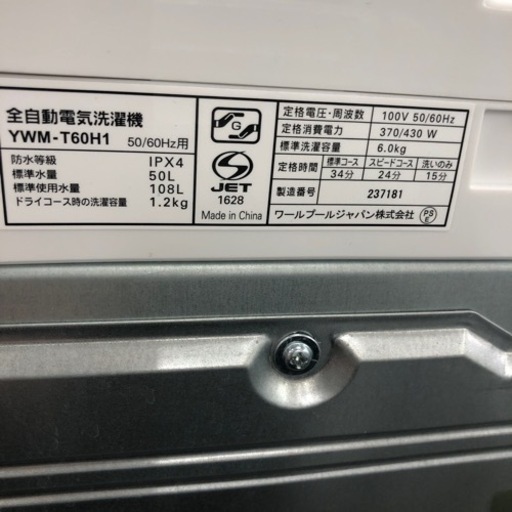 全自動電気洗濯機
YWM-T60H1 50/60Hz用
防水等級 IPX4
標準水量 50L
標準使用水量 108L
ドライコース時の洗濯容量 1.2kg
G
JET
1628
Made in China
定格電圧・周波数 100V 50/60Hz
定格消費電力 370/430 W
標準洗濯容量 6.0kg
定格時間 標準コース スピードコース 洗いのみ
34分 24分 15分
製造番号 237181
ワールプールジャパン株式会社 PSE